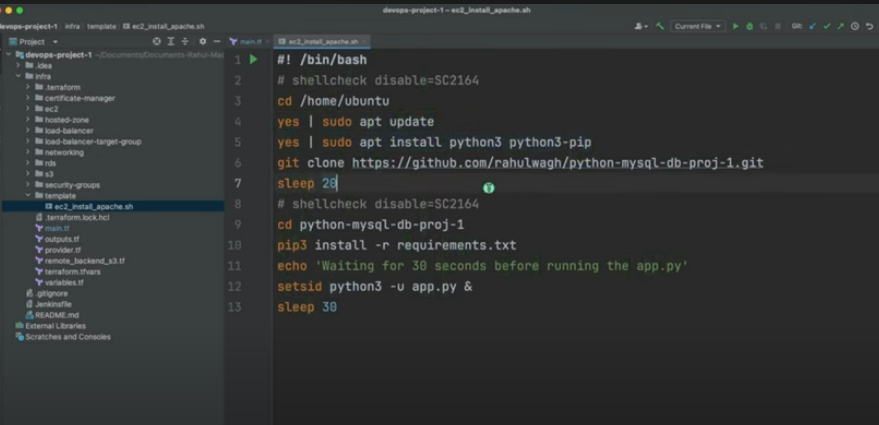 devops-project-1 – ec2_install_apache.sh
devops-project-1 infra template ec2_install_apache.sh
Current File
Git:
Project
main.tf
ec2_install_apache.sh
devops-project-1 ~/Documents/Documents-Rahul-Mac
.idea
infra
.terraform
certificate-manager
ec2
hosted-zone
load-balancer
load-balancer-target-group
networking
rds
s3
security-groups
template
ec2_install_apache.sh
.terraform.lock.hcl
main.tf
outputs.tf
provider.tf
remote_backend_s3.tf
terraform.tfvars
variables.tf
.gitignore
Jenkinsfile
README.md
External Libraries
Scratches and Consoles
1 #! /bin/bash
2 # shellcheck disable=SC2164
3 cd /home/ubuntu
4 yes | sudo apt update
5 yes | sudo apt install python3 python3-pip
6 git clone https://github.com/rahulwagh/python-mysql-db-proj-1.git
7 sleep 20
8 # shellcheck disable=SC2164
9 cd python-mysql-db-proj-1
10 pip3 install -r requirements.txt
11 echo 'Waiting for 30 seconds before running the app.py'
12 setsid python3 -u app.py &
13 sleep 30